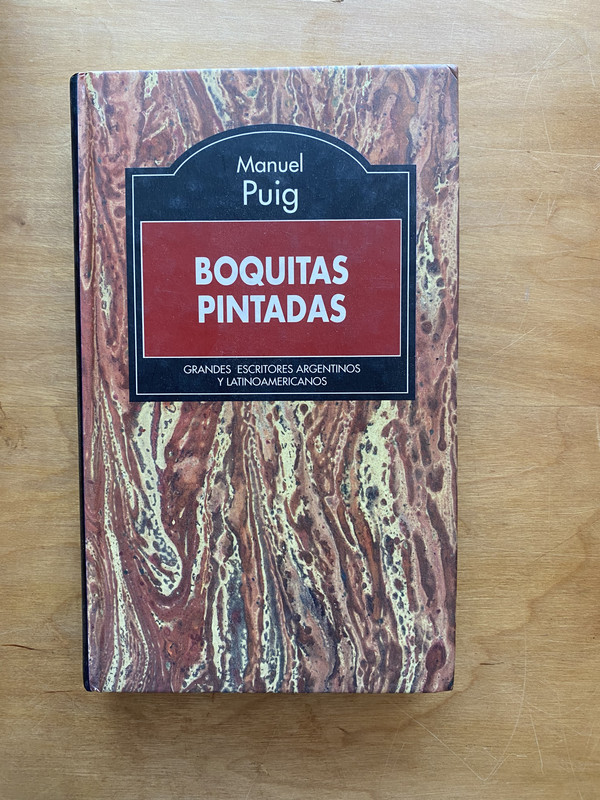 Manuel
Puig
BOQUITAS
PINTADAS
GRANDES ESCRITORES ARGENTINOS
Y LATINOAMERICANOS